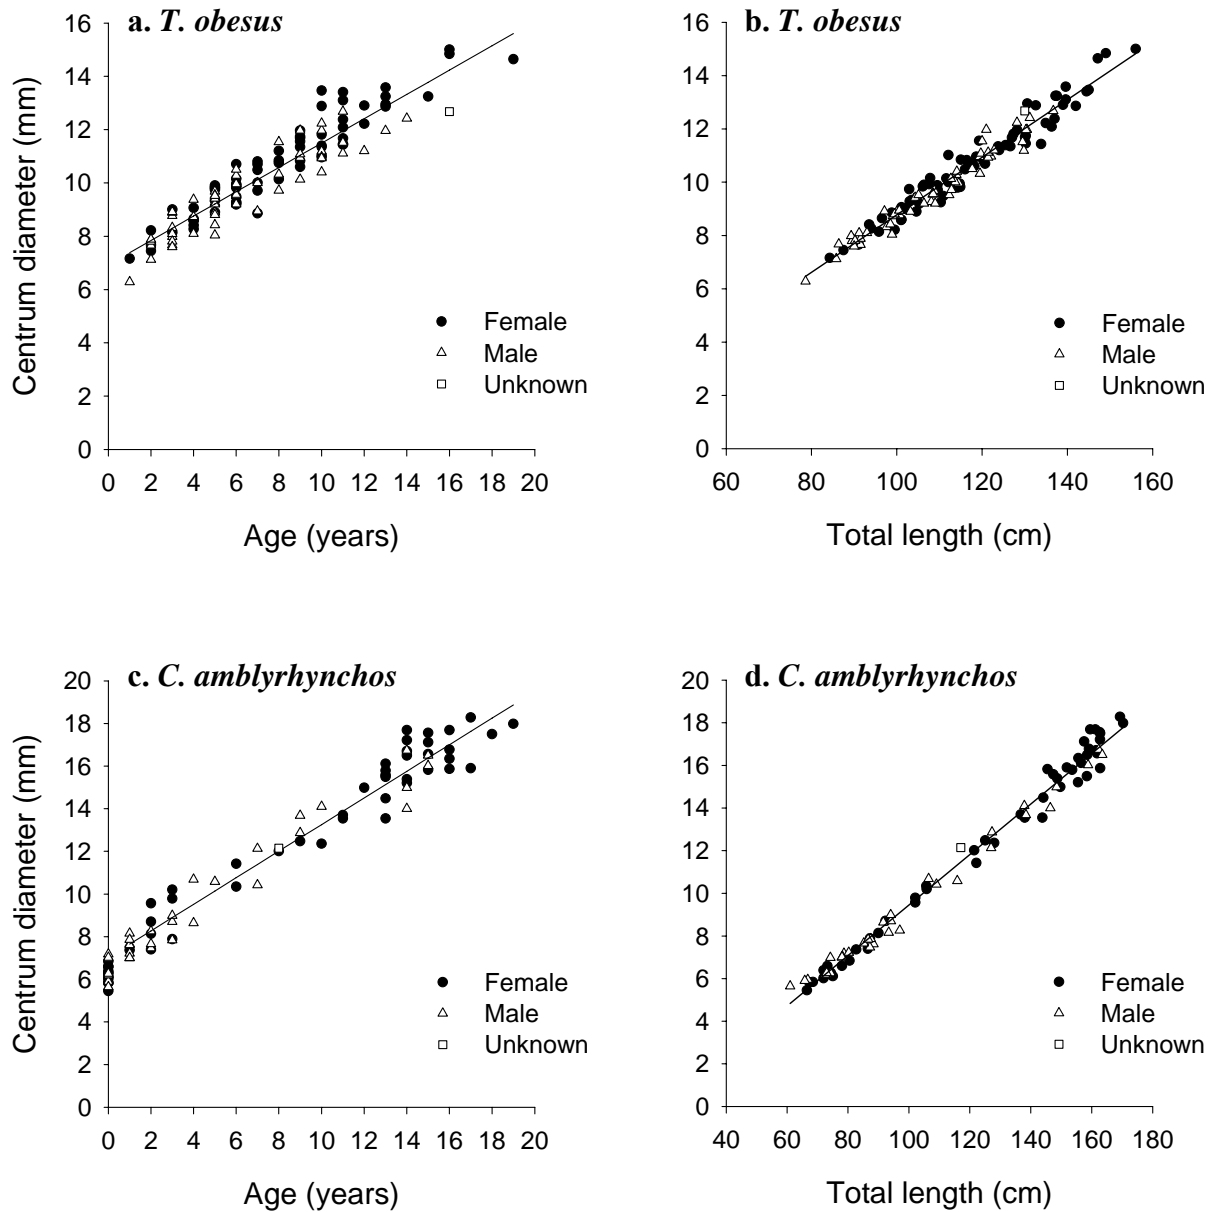 a. T. obesus
16
14
12
10
8
6
4
2
0
Centrum diameter (mm)
Female
Male
Unknown
0 2 4 6 8 10 12 14 16 18 20
Age (years)
b. T. obesus
16
14
12
10
8
6
4
2
0
Female
Male
Unknown
60 80 100 120 140 160
Total length (cm)
c. C. amblyrhynchos
20
18
16
14
12
10
8
6
4
2
0
Centrum diameter (mm)
Female
Male
Unknown
0 2 4 6 8 10 12 14 16 18 20
Age (years)
d. C. amblyrhynchos
20
18
16
14
12
10
8
6
4
2
0
Female
Male
Unknown
40 60 80 100 120 140 160 180
Total length (cm)